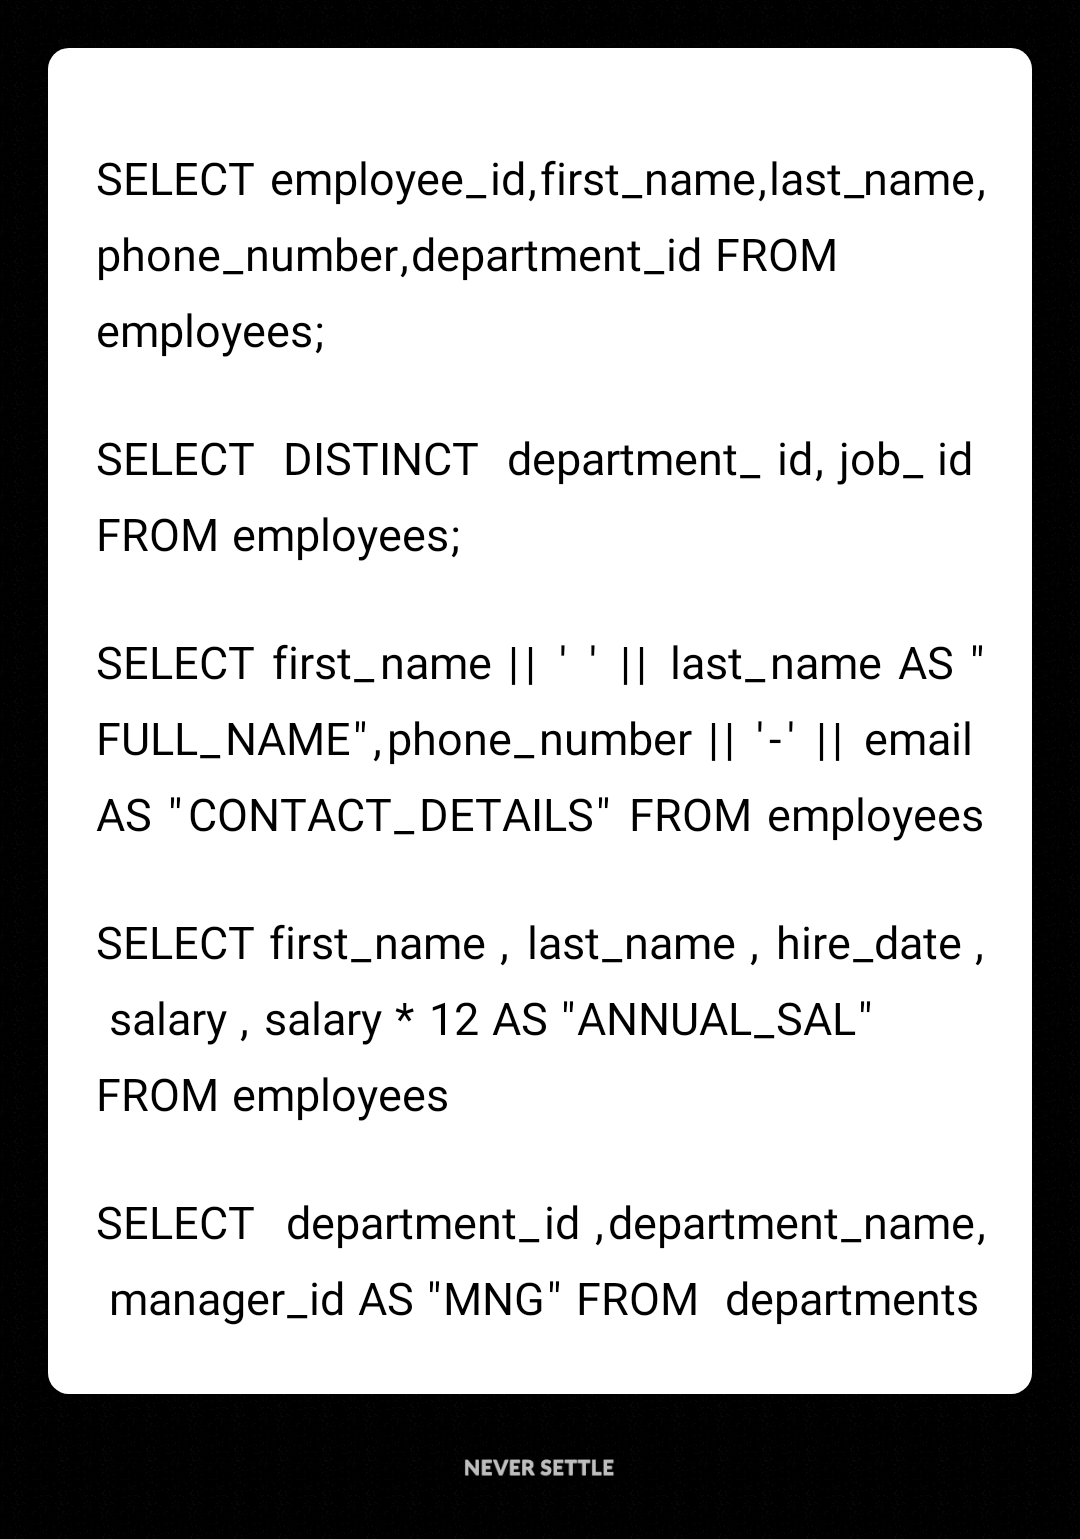 SELECT employee_id,first_name,last_name,
phone_number,department_id FROM
employees;
SELECT DISTINCT department_ id, job_ id
FROM employees;
SELECT first_name || ' ' || last_name AS "
FULL_NAME",phone_number || '-' || email
AS "CONTACT_DETAILS" FROM employees
SELECT first_name , last_name , hire_date ,
salary , salary * 12 AS "ANNUAL_SAL"
FROM employees
SELECT department_id ,department_name,
manager_id AS "MNG" FROM departments
NEVER SETTLE